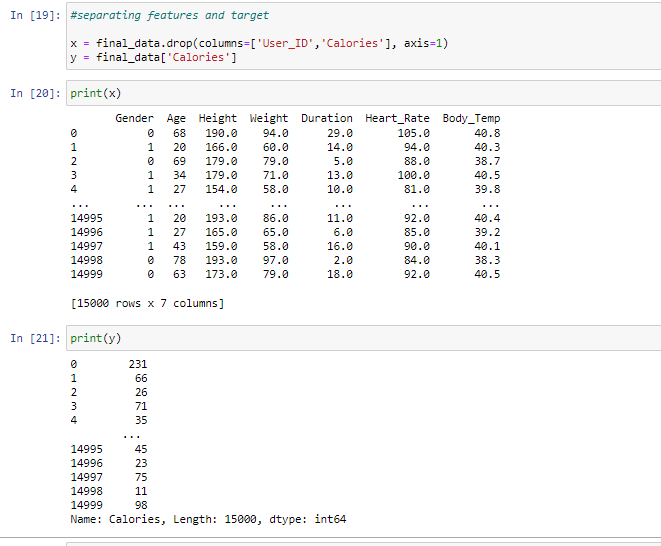 In [19]: #separating features and target
x = final_data.drop(columns=['User_ID','Calories'], axis=1)
y = final_data['Calories']
In [20]: print(x)
Gender Age Height Weight Duration Heart_Rate Body_Temp
0 0 68 190.0 94.0 29.0 105.0 40.8
1 1 20 166.0 60.0 14.0 94.0 40.3
2 0 69 179.0 79.0 5.0 88.0 38.7
3 1 34 179.0 71.0 13.0 100.0 40.5
4 1 27 154.0 58.0 10.0 81.0 39.8
... ... ... ... ... ... ... ...
14995 1 20 193.0 86.0 11.0 92.0 40.4
14996 1 27 165.0 65.0 6.0 85.0 39.2
14997 1 43 159.0 58.0 16.0 90.0 40.1
14998 0 78 193.0 97.0 2.0 84.0 38.3
14999 0 63 173.0 79.0 18.0 92.0 40.5
[15000 rows x 7 columns]
In [21]: print(y)
0 231
1 66
2 26
3 71
4 35
...
14995 45
14996 23
14997 75
14998 11
14999 98
Name: Calories, Length: 15000, dtype: int64